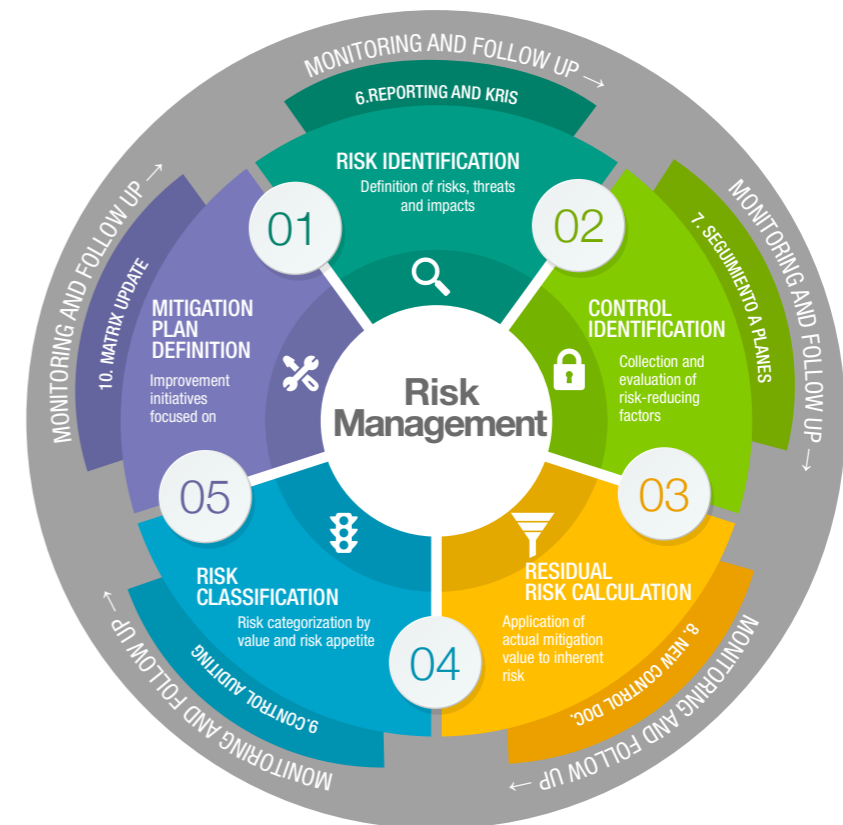 MONITORING AND FOLLOW UP →
6.REPORTING AND KRIS
RISK IDENTIFICATION
Definition of risks, threats
and impacts
01
02
MONITORING AND FOLLOW UP →
7. SEGUIMIENTO A PLANES
CONTROL
IDENTIFICATION
Collection and
evaluation of
risk-reducing
factors
03
MONITORING AND FOLLOW UP →
8. NEW CONTROL DOC.
RESIDUAL
RISK CALCULATION
Application of
actual mitigation
value to inherent
risk
04
MONITORING AND FOLLOW UP →
9.CONTROL AUDITING
RISK
CLASSIFICATION
Risk categorization by
value and risk appetite
05
MONITORING AND FOLLOW UP →
10. MATRIX UPDATE
MITIGATION
PLAN
DEFINITION
Improvement
initiatives
focused on
Risk
Management